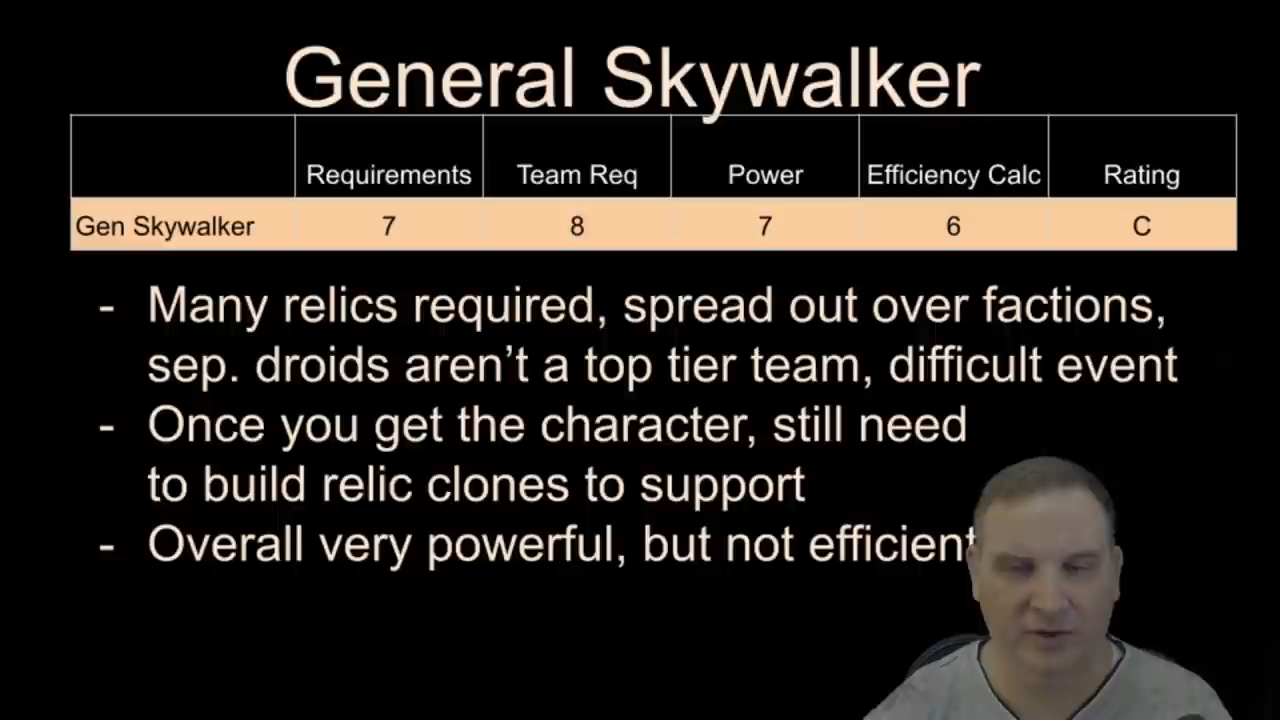 General Skywalker
Requirements Team Req Power Efficiency Calc Rating
Gen Skywalker 7 8 7 6 C
- Many relics required, spread out over factions,
sep. droids aren’t a top tier team, difficult event
- Once you get the character, still need
to build relic clones to support
- Overall very powerful, but not efficient